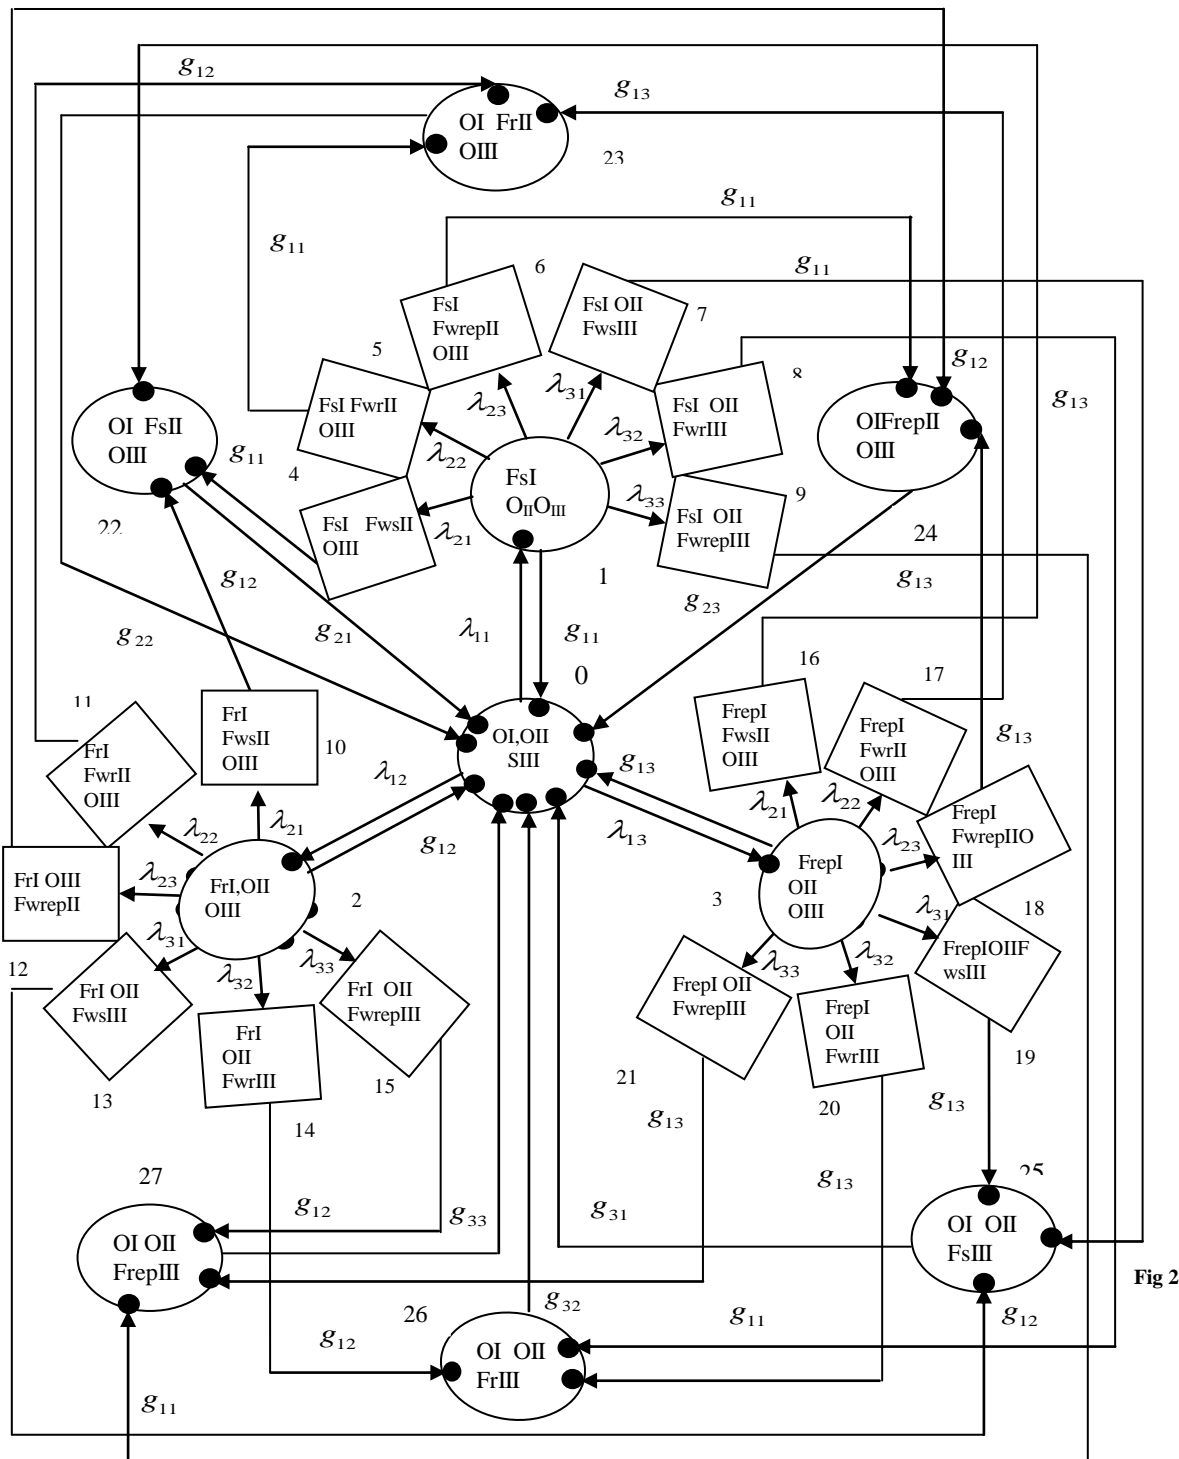 g12
g13
OI FrII
OIII
23
g11
g11
g11
6
FsI
FwrepII
OIII
FsI OII
FwsIII
7
5
8
g12
g13
λ23
λ31
FsI FwrII
OIII
FsI OII
FwrIII
OI FsII
OIII
OIFrepII
OIII
g11
λ22
λ32
4
FsI
OIIOIII
9
λ33
FsI FwsII
OIII
λ21
FsI OII
FwrepIII
22
24
g12
1
g13
g23
g22
g21
λ11
g11
0
16
17
11
FrI
FwsII
OIII
10
OI,OII
SIII
FrepI
FwsII
OIII
FrepI
FwrII
OIII
g13
g13
FrI
FwrII
OIII
λ12
λ21
λ22
λ22
λ21
g12
λ13
FrepI
FwrepIIO
III
λ23
FrI OIII
FwrepII
λ23
FrI,OII
OIII
2
3
FrepI
OII
OIII
λ31
18
λ31
λ32
λ33
λ33
λ32
FrepIOIIF
wsIII
12
FrI OII
FwsIII
FrI OII
FwrepIII
FrepI OII
FwrepIII
FrepI
OII
FwrIII
FrI
OII
FwrIII
19
13
15
21
20
14
g13
g13
27
g12
g33
g31
g13
25
OI OII
FrepIII
OI OII
FsIII
Fig 2
26
g32
g12
g11
g12
OI OII
FrIII
g11